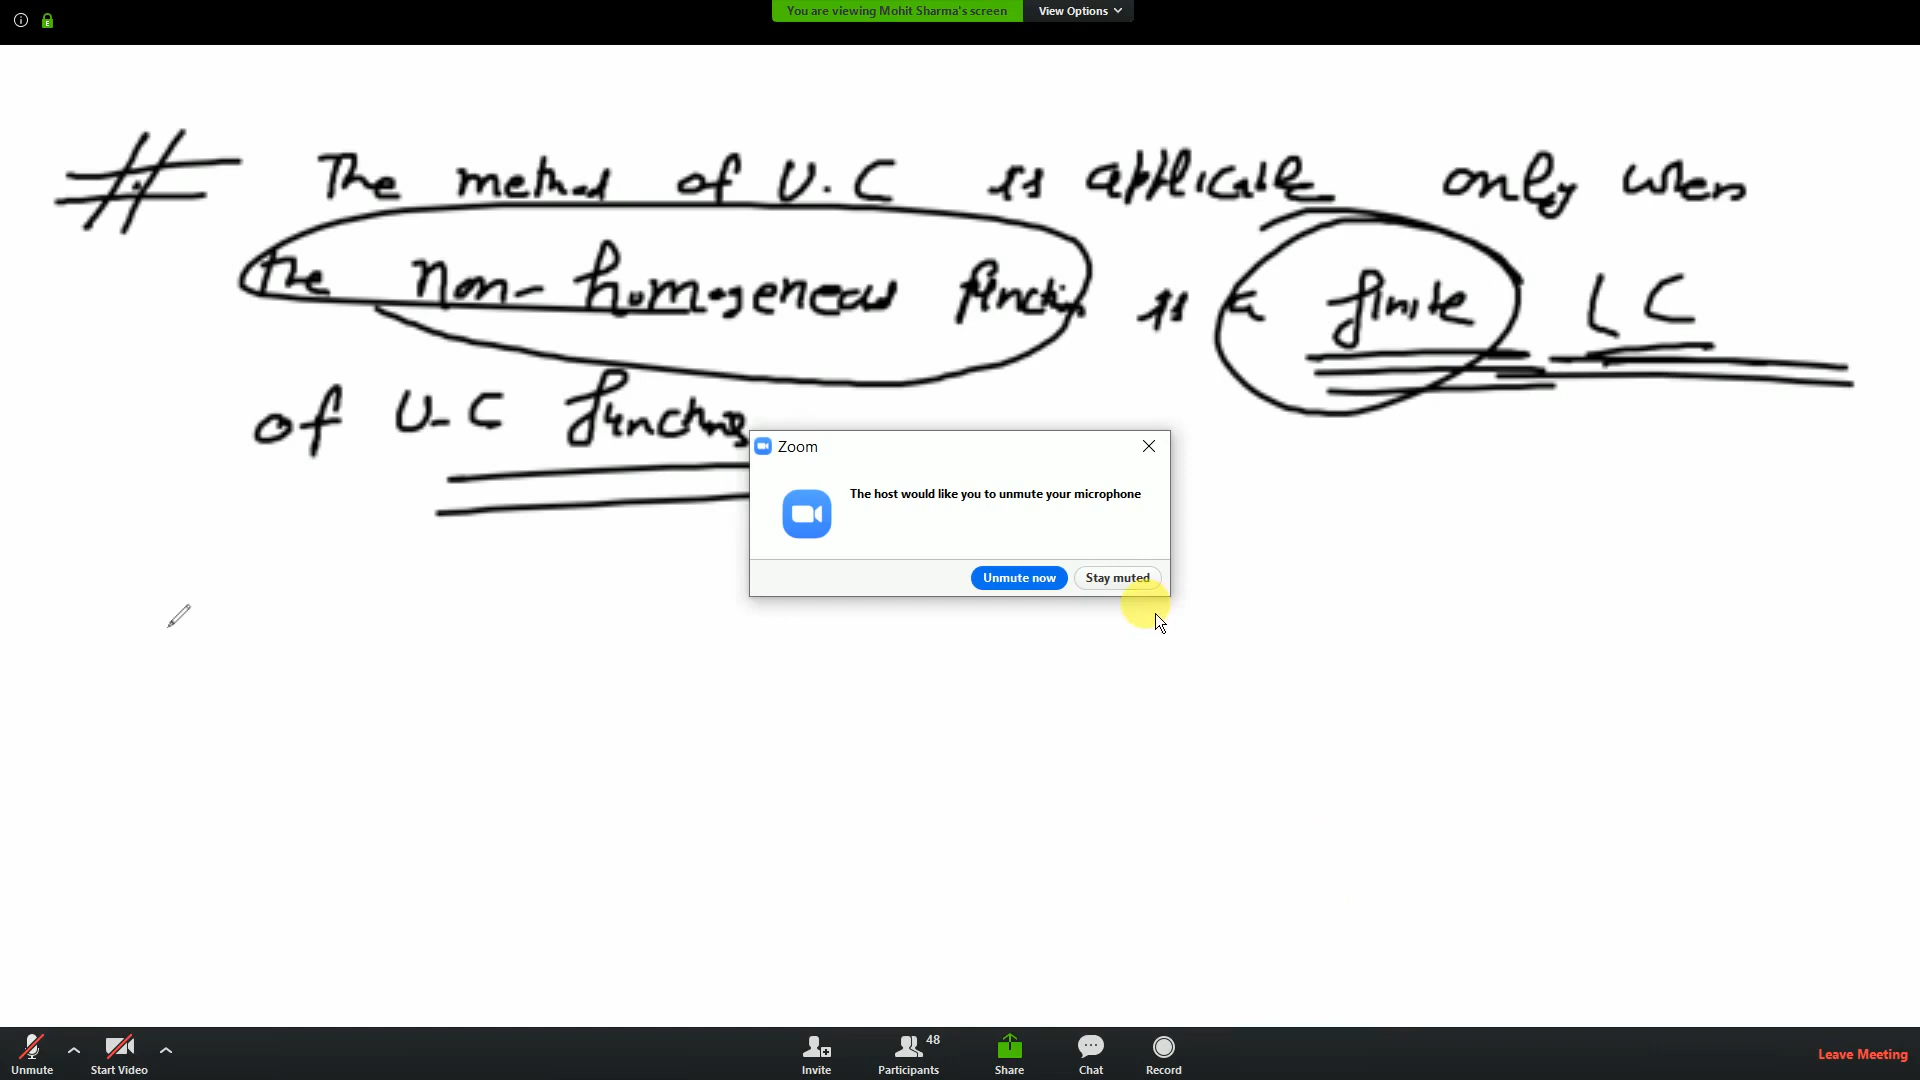 You are viewing Mohit Sharma's screen View Options
The method of U.C is applicable only when
the non-homogeneous function is a finite LC
of U-C functions
Zoom
The host would like you to unmute your microphone
Unmute now Stay muted
Unmute Start Video Invite Participants 48 Share Chat Record Leave Meeting